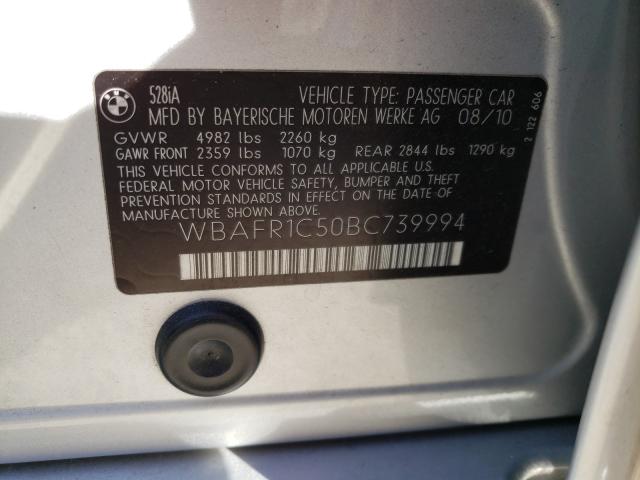 BMW
528iA
VEHICLE TYPE: PASSENGER CAR
MFD BY BAYERISCHE MOTOREN WERKE AG 08/10
GVWR 4982 lbs 2260 kg
GAWR FRONT 2359 lbs 1070 kg REAR 2844 lbs 1290 kg
THIS VEHICLE CONFORMS TO ALL APPLICABLE U.S.
FEDERAL MOTOR VEHICLE SAFETY, BUMPER AND THEFT
PREVENTION STANDARDS IN EFFECT ON THE DATE OF
MANUFACTURE SHOWN ABOVE.
WBAFR1C50BC739994
2 122 606